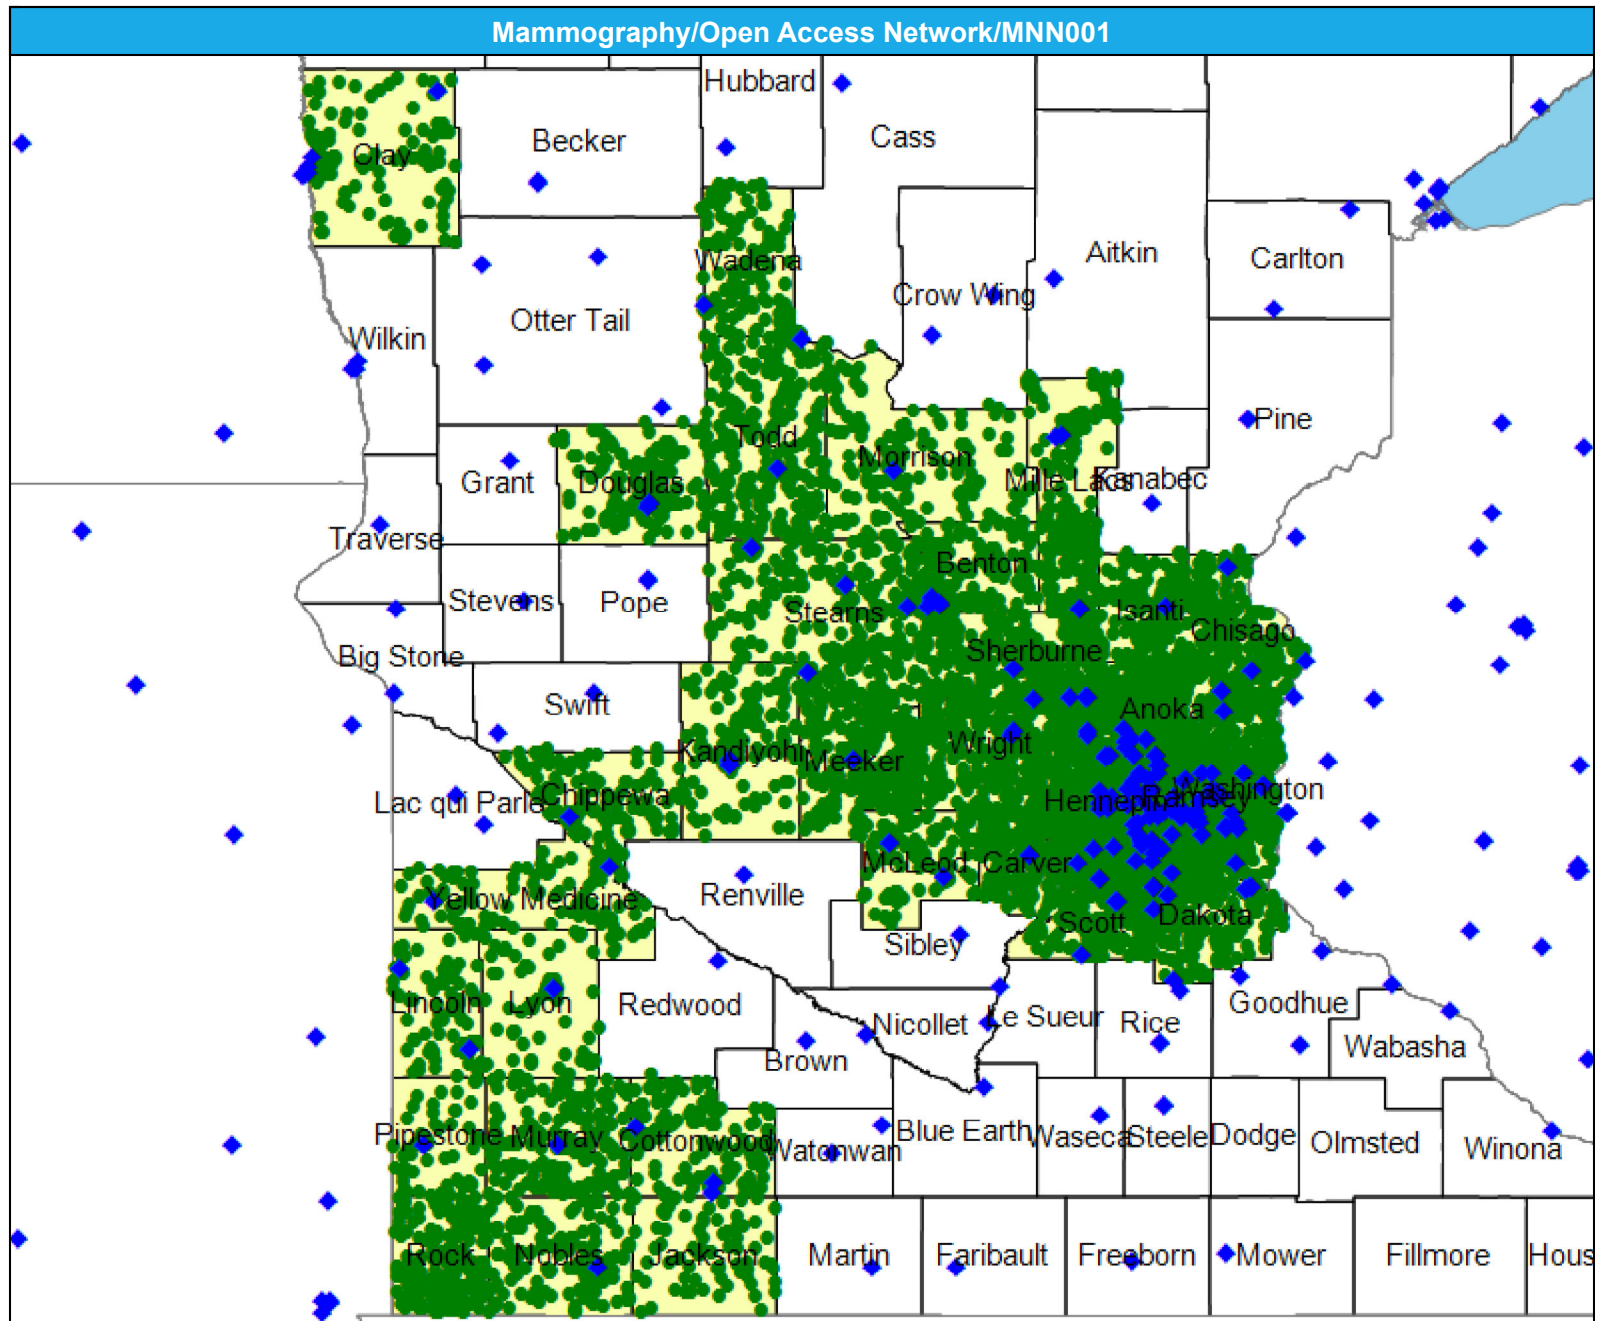 Mammography/Open Access Network/MNN001
Hubbard
Cass
Becker
Clay
Aitkin
Carlton
Wadena
Crow Wing
Otter Tail
Wilkin
Pine
Todd
Morrison
Mille Lacs
Kanabec
Grant
Douglas
Traverse
Benton
Stevens
Pope
Stearns
Isanti
Chisago
Sherburne
Big Stone
Swift
Anoka
Wright
Kandiyohi
Meeker
Lac qui Parle
Chippewa
Hennepin
Ramsey
Washington
McLeod
Carver
Yellow Medicine
Renville
Scott
Dakota
Sibley
Lincoln
Lyon
Redwood
Nicollet
Le Sueur
Rice
Goodhue
Wabasha
Brown
Pipestone
Murray
Cottonwood
Watonwan
Blue Earth
Waseca
Steele
Dodge
Olmsted
Winona
Rock
Nobles
Jackson
Martin
Faribault
Freeborn
Mower
Fillmore
Hous